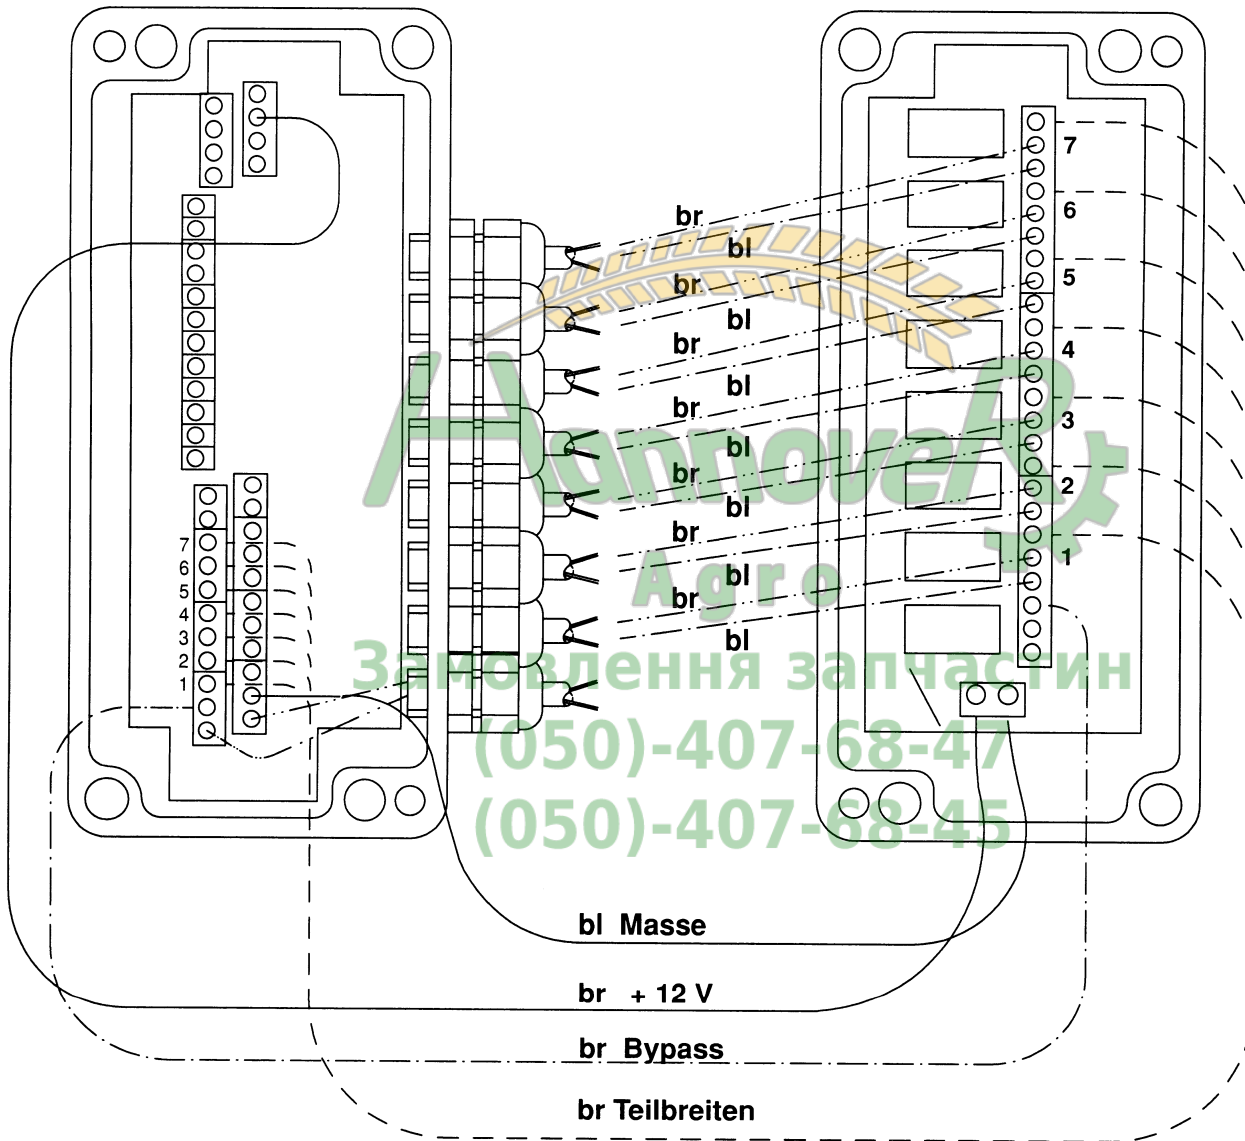 7
br
6
bl
5
br
bl
br
4
bl
br
3
bl
br
2
bl
br
1
bl
br
bl
7
6
5
4
3
2
1
HannoveR
Agro
Замовлення запчастин
(050)-407-68-47
(050)-407-68-45
bl Masse
br + 12 V
br Bypass
br Teilbreiten